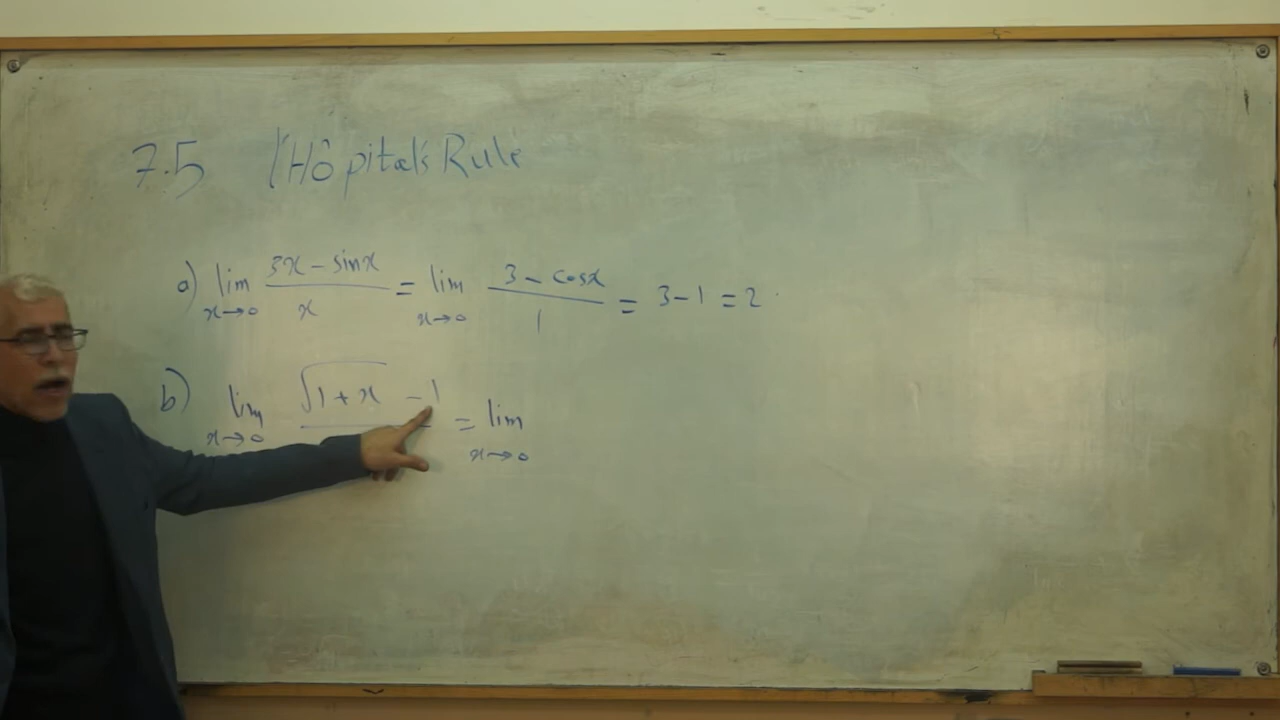 7.5 l'Hôpital's Rule
a) lim x→0 3x - sinx / x = lim x→0 3 - cosx / 1 = 3-1 = 2
b) lim x→0 √1+x -1 = lim x→0